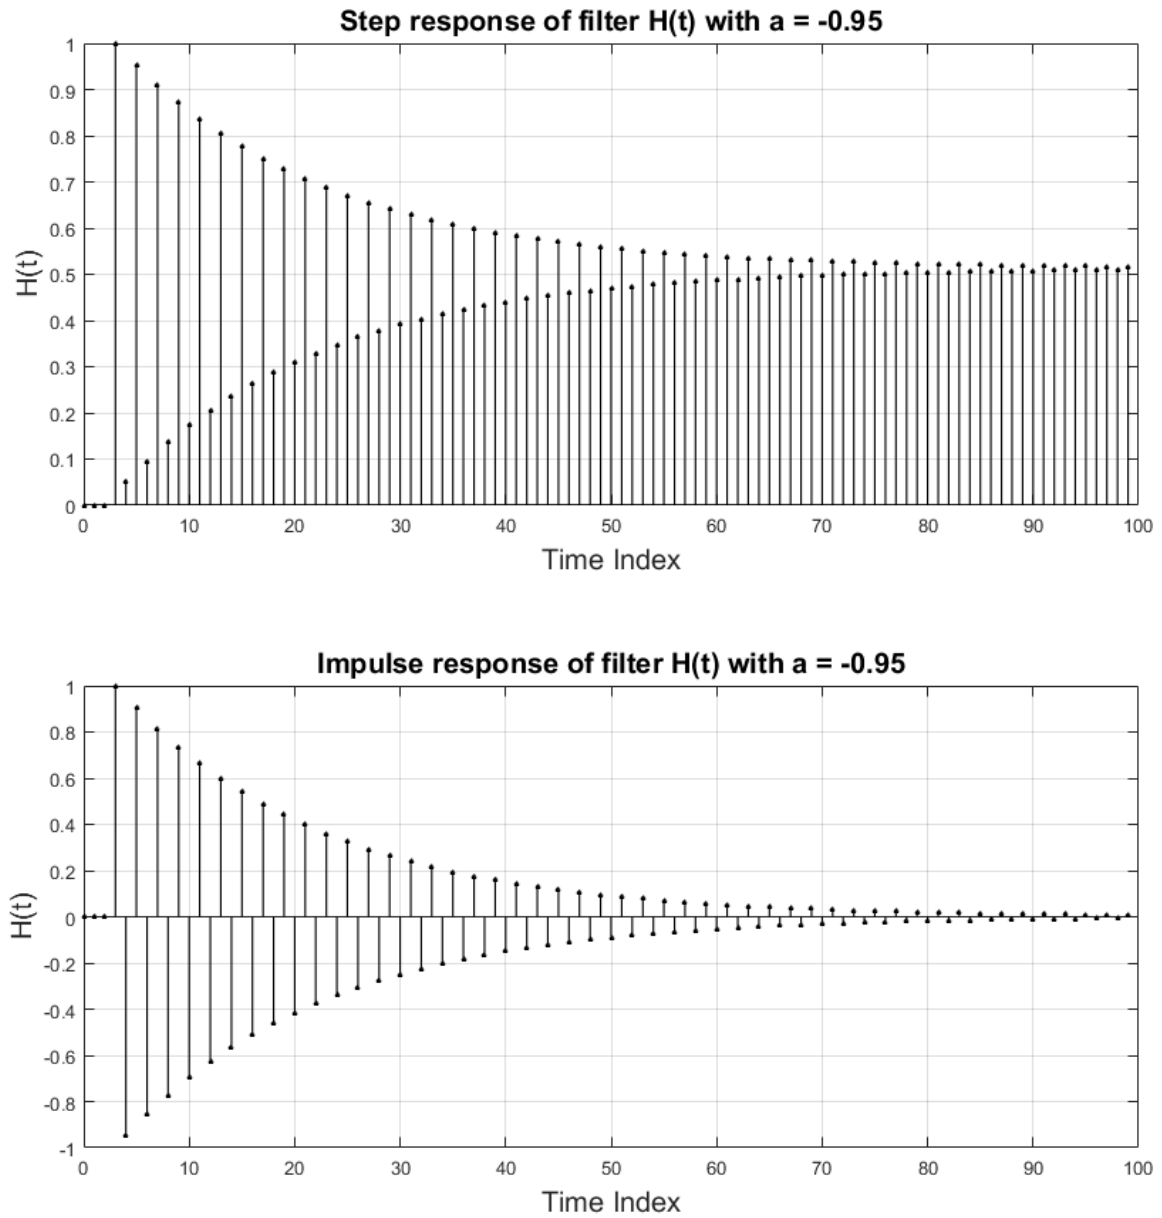 Step response of filter H(t) with a = -0.95
1
0.9
0.8
0.7
0.6
0.5
0.4
0.3
0.2
0.1
0
H(t)
0 10 20 30 40 50 60 70 80 90 100
Time Index
Impulse response of filter H(t) with a = -0.95
1
0.8
0.6
0.4
0.2
0
-0.2
-0.4
-0.6
-0.8
-1
H(t)
0 10 20 30 40 50 60 70 80 90 100
Time Index